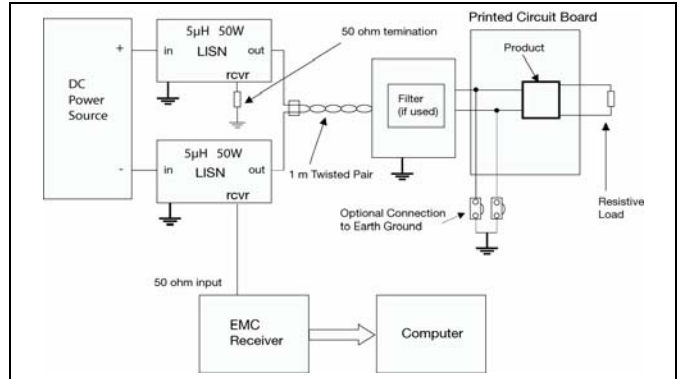 Printed Circuit Board
5µH 50W
in
out
LISN
rcvr
+
50 ohm temination
Product
DC
Power
Source
Filter
(if used)
-
5µH 50W
in
out
LISN
rcvr
1 m Twisted Pair
Optional Connection
to Earth Ground
Resistive
Load
50 ohm input
EMC
Receiver
Computer